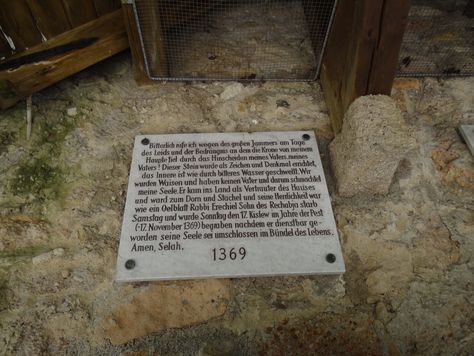 Bitterlich rufe ich wegen des großen Jammers am Tage
des Leids und der Bedrängnis an dem die Krone von meinem
Haupte fiel durch das Hinscheiden meines Vaters, meines
Vaters! Dieser Stein wurde als Zeichen und Denkmal errichtet,
das Innere ist wie durch bitteres Wasser geschweißt. Wir
wurden Waisen und haben keinen Vater und darum schmachtet
meine Seele. Er kam ins Land als Vertrauter des Hauses
und ward zum Dorn und Stachel und seine Herrlichkeit war
wie ein Oelblatt Rabbi Erechiel Sohn des Rechabja starb
Samstag und wurde Sonntag den 17. Kislew im Jahre der Pest
(-17. November 1369) begraben nachdem er dienstbar ge-
worden seine Seele sei umschlossen im Bündel des Lebens.
Amen, Selah.
1369